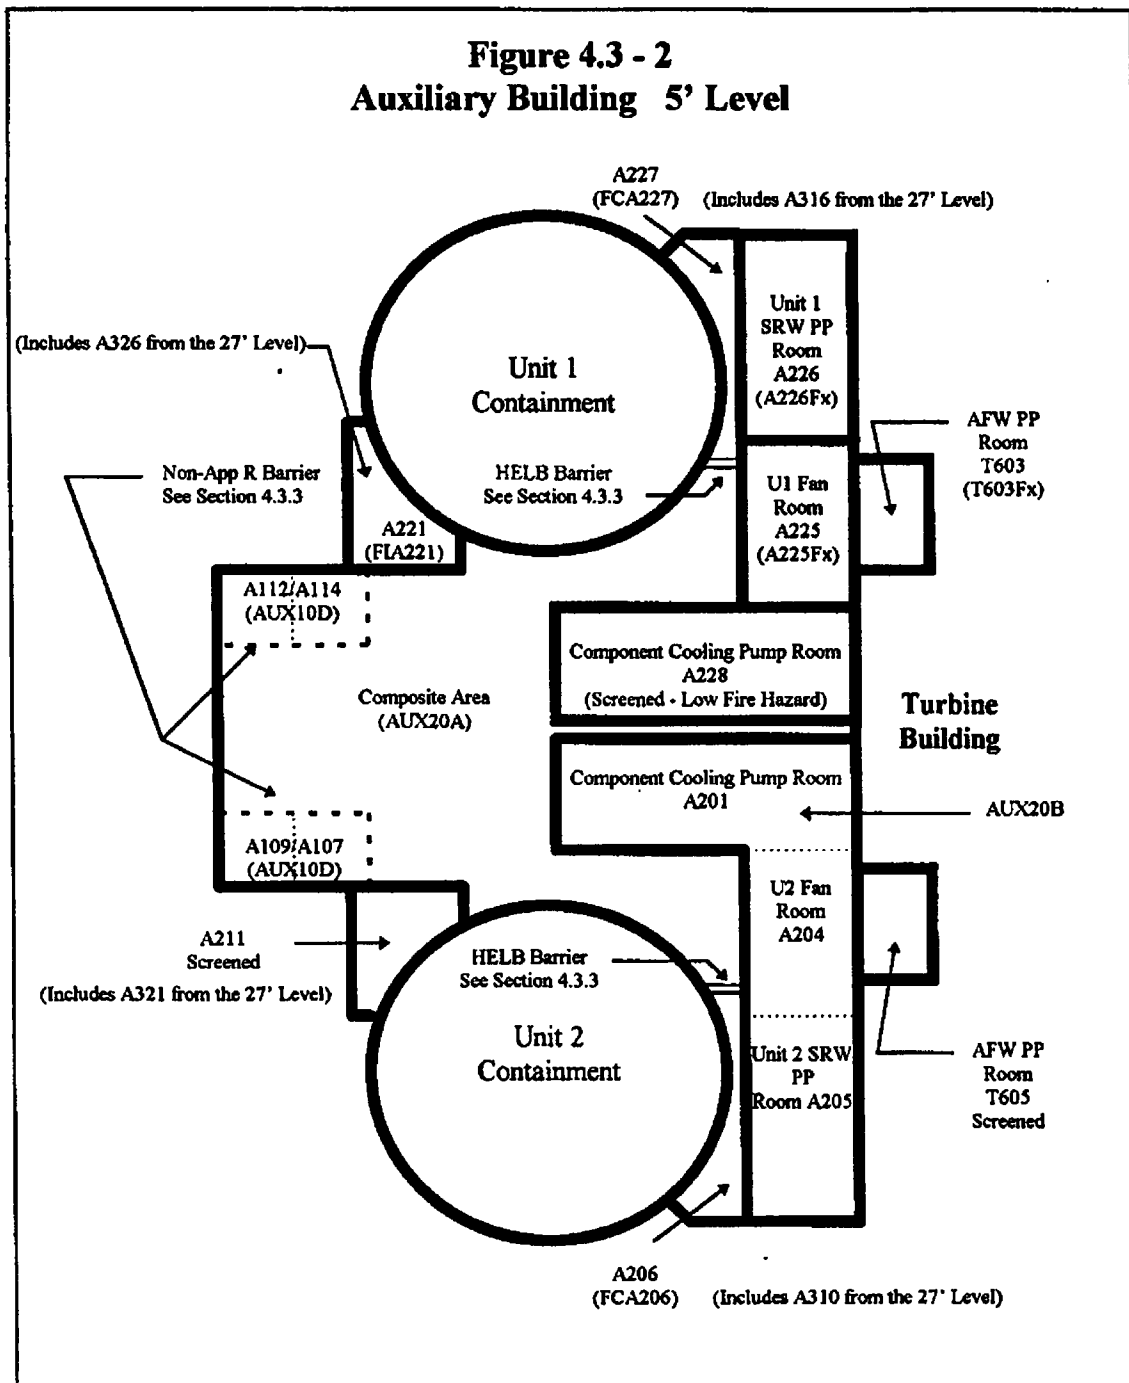 Figure 4.3 - 2
Auxiliary Building 5' Level
A227
(FCA227) (Includes A316 from the 27' Level)
(Includes A326 from the 27' Level)
Unit 1
Containment
Unit 1
SRW PP
Room
A226
(A226Fx)
AFW PP
Room
T603
(T603Fx)
Non-App R Barrier
See Section 4.3.3
HELB Barrier
See Section 4.3.3
U1 Fan
Room
A225
(A225Fx)
A221
(FIA221)
A112/A114
(AUX10D)
Composite Area
(AUX20A)
Component Cooling Pump Room
A228
(Screened - Low Fire Hazard)
Turbine
Building
Component Cooling Pump Room
A201
AUX20B
A109/A107
(AUX10D)
U2 Fan
Room
A204
A211
Screened
(Includes A321 from the 27' Level)
HELB Barrier
See Section 4.3.3
Unit 2
Containment
Unit 2 SRW
PP
Room A205
AFW PP
Room
T605
Screened
A206
(FCA206) (Includes A310 from the 27' Level)